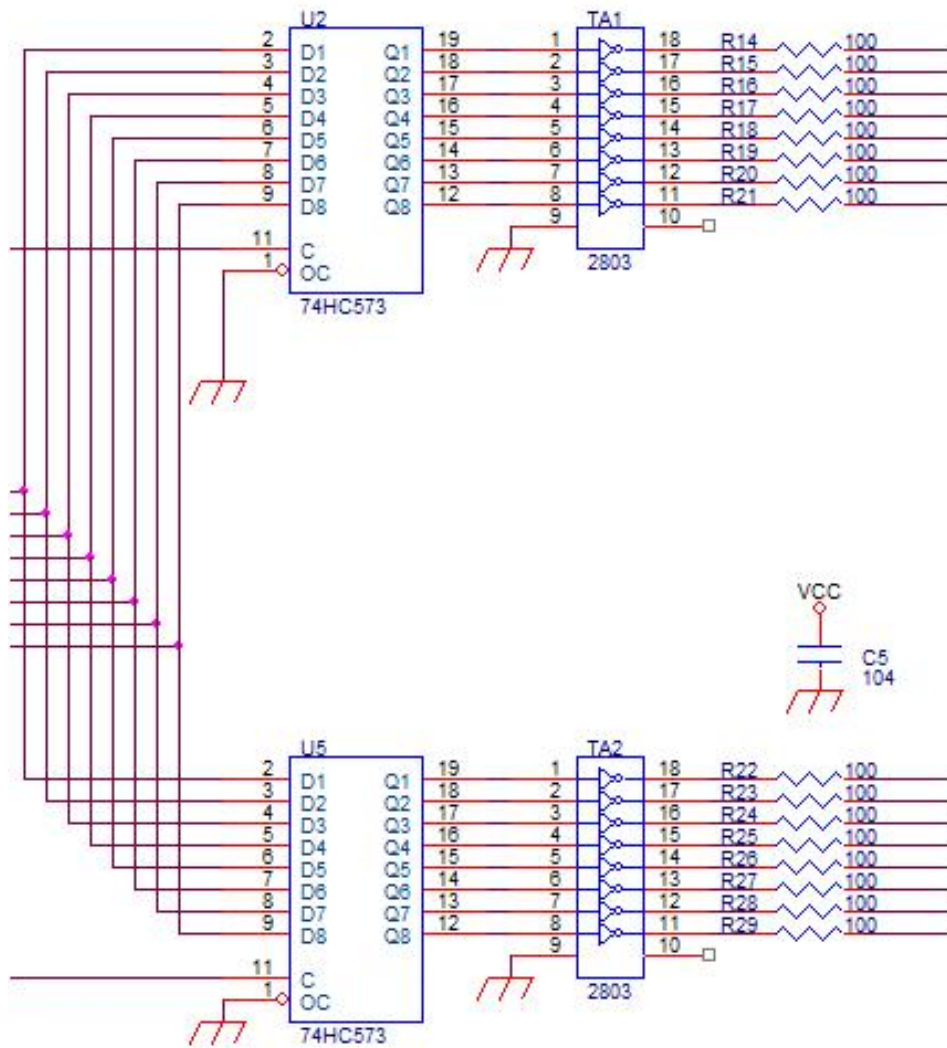 U2 TA1
2 D1 Q1 19 1 18 R14 100
3 D2 Q2 18 2 17 R15 100
4 D3 Q3 17 3 16 R16 100
5 D4 Q4 16 4 15 R17 100
6 D5 Q5 15 5 14 R18 100
7 D6 Q6 14 6 13 R19 100
8 D7 Q7 13 7 12 R20 100
9 D8 Q8 12 8 11 R21 100
9 10
11 C
1 OC 2803
74HC573
VCC
C5
104
U5 TA2
2 D1 Q1 19 1 18 R22 100
3 D2 Q2 18 2 17 R23 100
4 D3 Q3 17 3 16 R24 100
5 D4 Q4 16 4 15 R25 100
6 D5 Q5 15 5 14 R26 100
7 D6 Q6 14 6 13 R27 100
8 D7 Q7 13 7 12 R28 100
9 D8 Q8 12 8 11 R29 100
9 10
11 C
1 OC 2803
74HC573